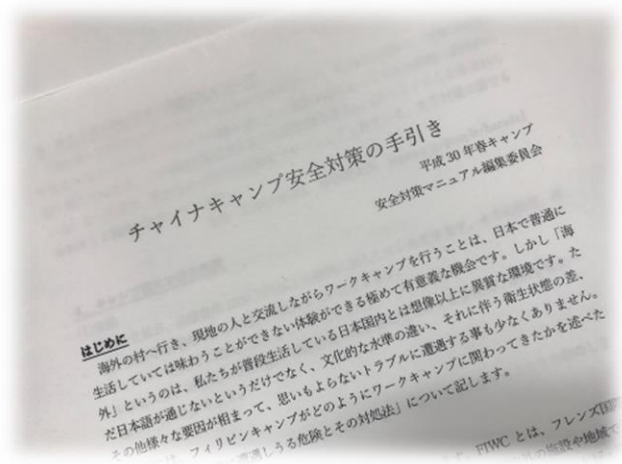 チャイナキャンプ安全対策の手引き
平成 30 年春キャンプ
安全対策マニュアル編集委員会
はじめに
海外の村へ行き、現地の人と交流しながらワークキャンプを行うことは、日本で普通に
生活していては味わうことができない体験ができる極めて有意義な機会です。しかし「海
外」というのは、私たちが普段生活している日本国内とは想像以上に異質な環境です。た
だ日本語が通じないというだけでなく、文化的な水準の違い、それに伴う衛生状態の差、
その他様々な要因が相まって、思いもよらないトラブルに遭遇する事も少なくありません。
は、フィリピンキャンプがどのようにワークキャンプに関わってきたかを述べた
遭遇しうる危険とその対処法」について記します。
FIWC とは、フレンズ国際
の施設や地域で